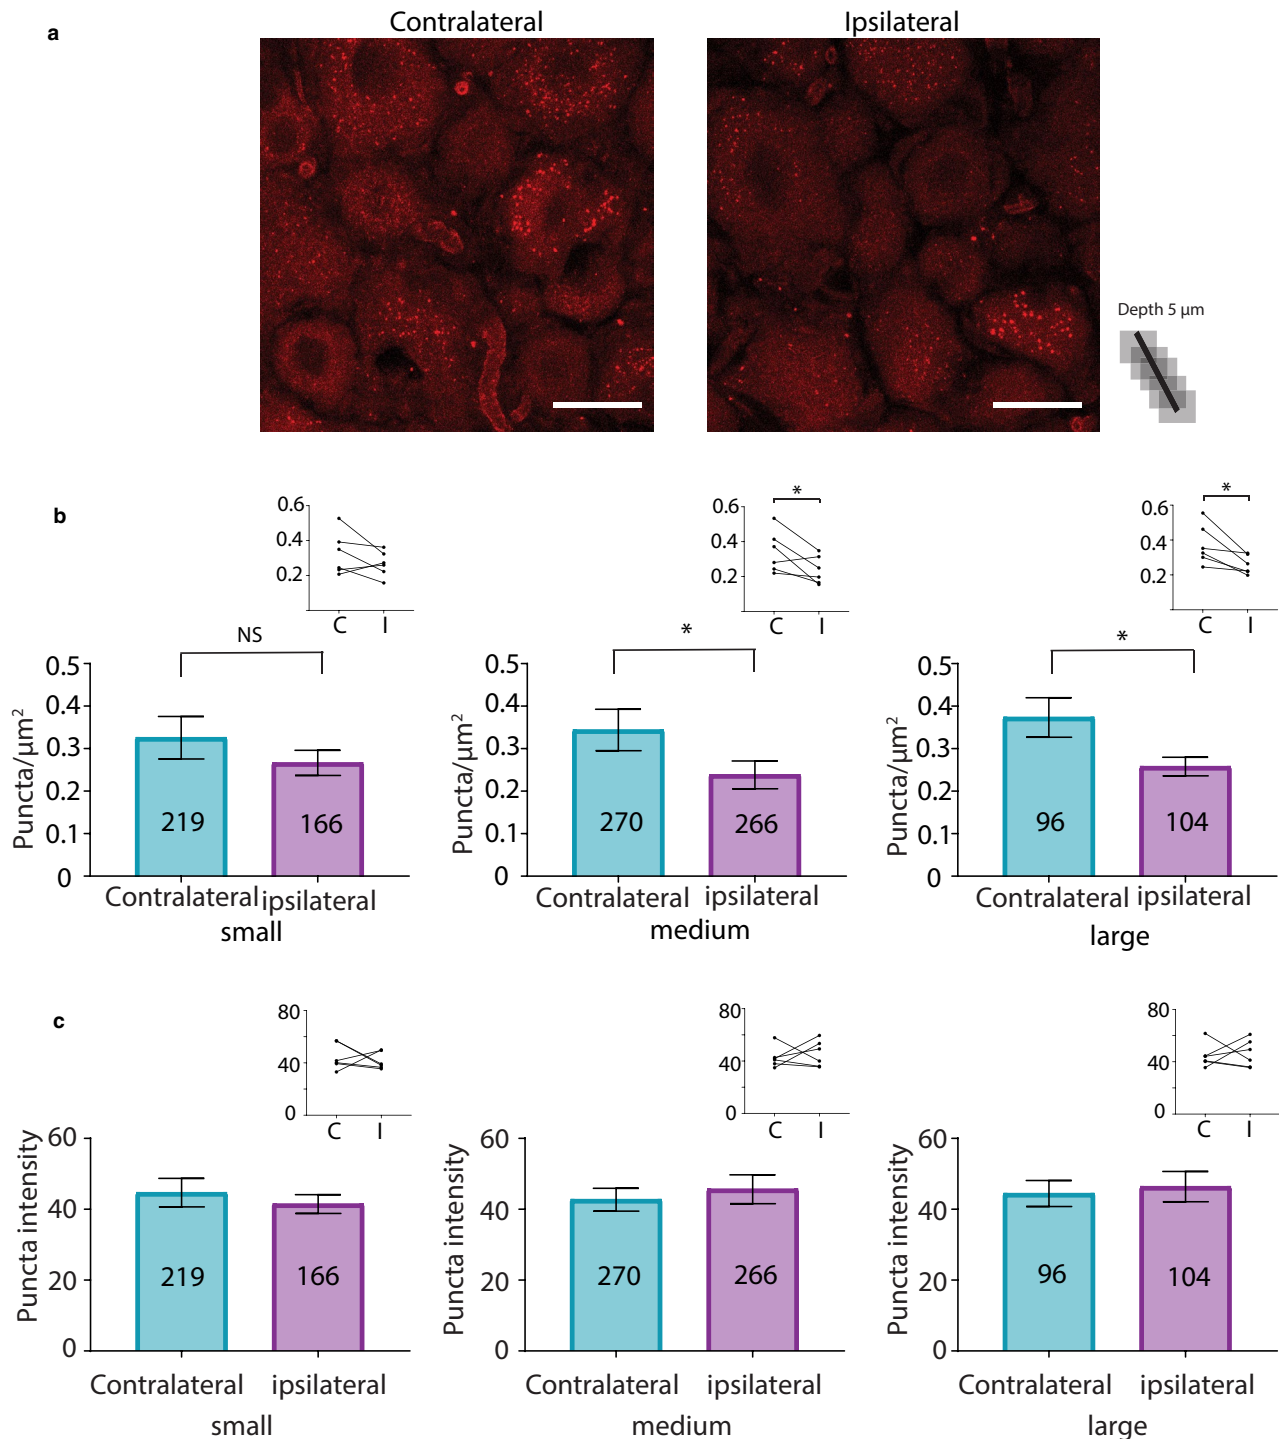 a
Contralateral
Ipsilateral
Depth 5 µm
b
0.6
0.4
0.2
C I
*
0.6
0.4
0.2
C I
*
0.6
0.4
0.2
C I
NS
0.5
0.4
0.3
0.2
0.1
0
Puncta/µm²
219
166
Contralateral
ipsilateral
small
*
0.5
0.4
0.3
0.2
0.1
0
Puncta/µm²
270
266
Contralateral
ipsilateral
medium
*
0.5
0.4
0.3
0.2
0.1
0
Puncta/µm²
96
104
Contralateral
ipsilateral
large
c
80
40
0
C I
80
40
0
C I
80
40
0
C I
60
40
20
0
Puncta intensity
219
166
Contralateral
ipsilateral
small
60
40
20
0
Puncta intensity
270
266
Contralateral
ipsilateral
medium
60
40
20
0
Puncta intensity
96
104
Contralateral
ipsilateral
large